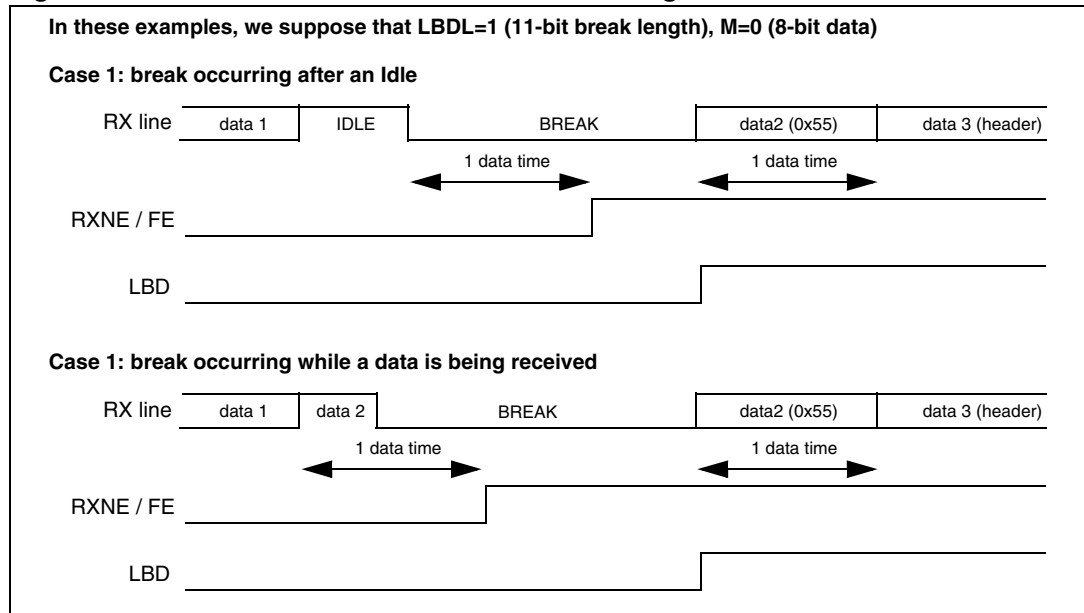 In these examples, we suppose that LBDL=1 (11-bit break length), M=0 (8-bit data)
Case 1: break occurring after an Idle
RX line data 1 IDLE BREAK data2 (0x55) data 3 (header)
1 data time 1 data time
RXNE / FE
LBD
Case 1: break occurring while a data is being received
RX line data 1 data 2 BREAK data2 (0x55) data 3 (header)
1 data time 1 data time
RXNE / FE
LBD